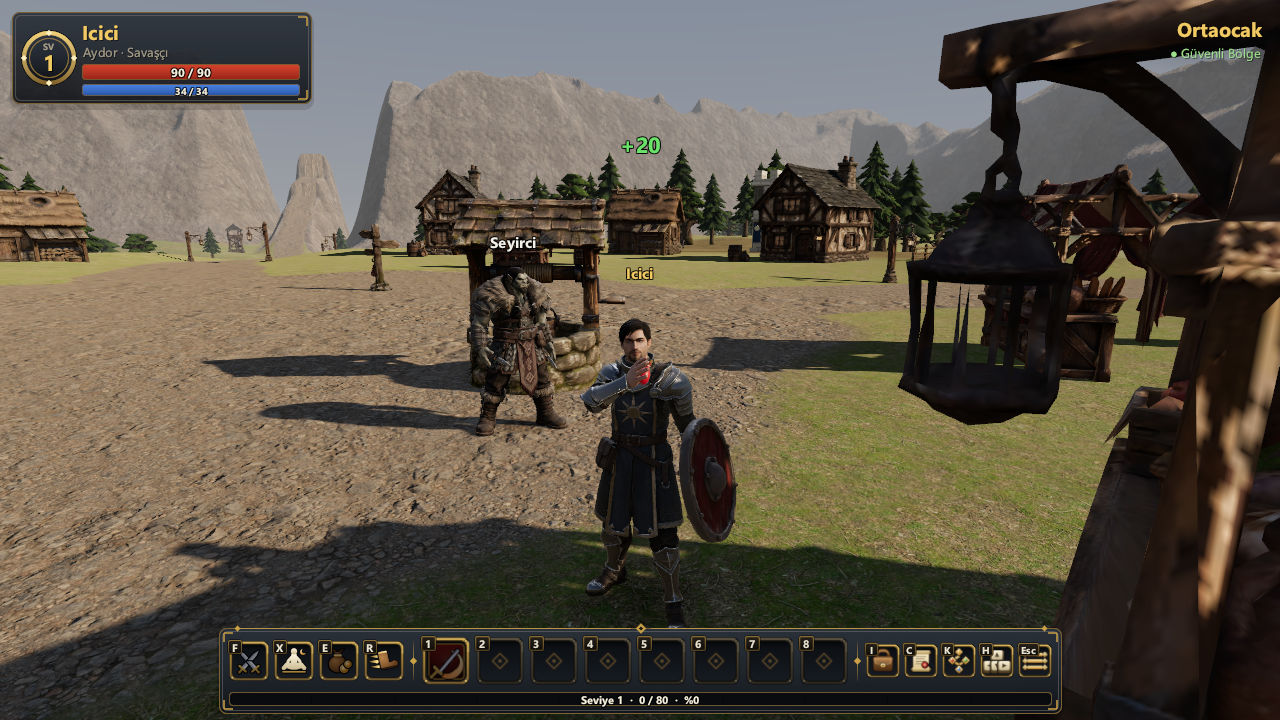 Icici
SV
1
Aydor · Savaşçı
90 / 90
34 / 34
Ortaocak
Güvenli Bölge
+20
Seyirci
Icici
F
X
E
R
1
2
3
4
5
6
7
8
I
C
K
H
Esc
Seviye 1 · 0 / 80 · %0